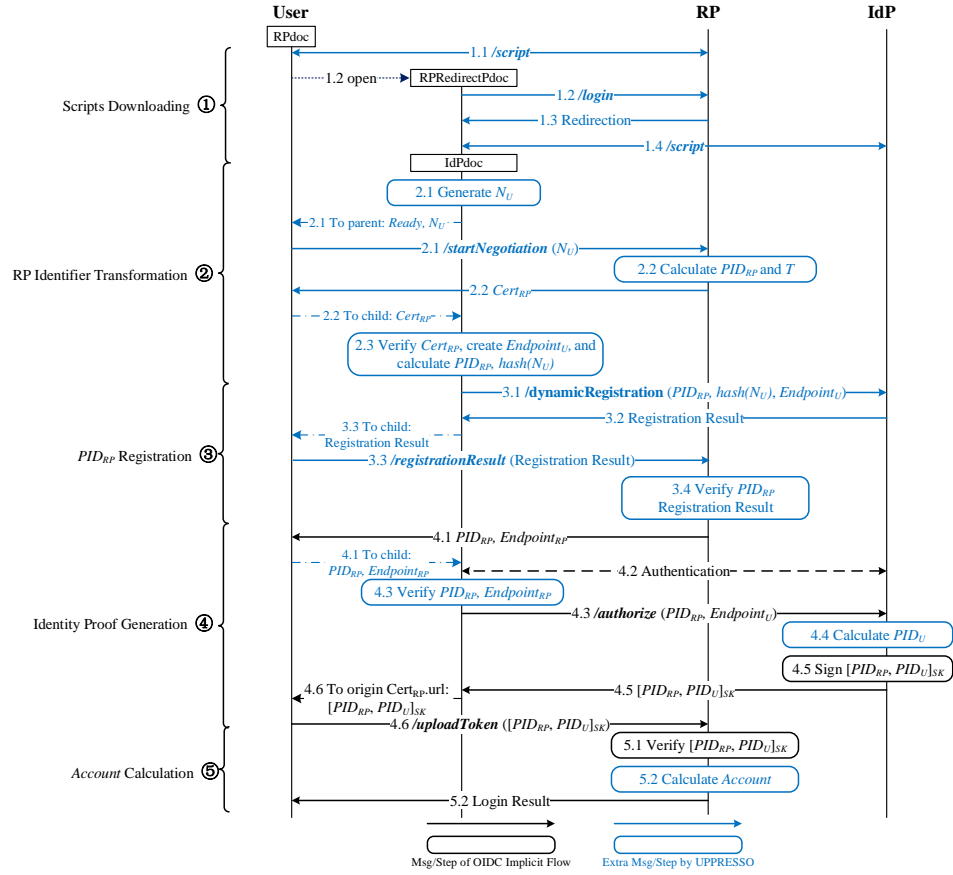 User RP IdP
RPdoc
1.1 /script
1.2 open
RPRedirectPdoc
1.2 /login
Scripts Downloading ①
1.3 Redirection
1.4 /script
IdPdoc
2.1 Generate N_U
2.1 To parent: Ready, N_U
2.1 /startNegotiation (N_U)
RP Identifier Transformation ②
2.2 Calculate PID_RP and T
2.2 Cert_RP
2.2 To child: Cert_RP
2.3 Verify Cert_RP, create Endpoint_U, and
calculate PID_RP, hash(N_U)
3.1 /dynamicRegistration (PID_RP, hash(N_U), Endpoint_U)
3.2 Registration Result
3.3 To child:
Registration Result
PID_RP Registration ③
3.3 /registrationResult (Registration Result)
3.4 Verify PID_RP
Registration Result
4.1 PID_RP, Endpoint_RP
4.1 To child:
PID_RP, Endpoint_RP
4.2 Authentication
4.3 Verify PID_RP, Endpoint_RP
4.3 /authorize (PID_RP, Endpoint_U)
Identity Proof Generation ④
4.4 Calculate PID_U
4.5 Sign [PID_RP, PID_U]_SK
4.6 To origin Cert_RP.url:
[PID_RP, PID_U]_SK
4.5 [PID_RP, PID_U]_SK
4.6 /uploadToken ([PID_RP, PID_U]_SK)
5.1 Verify [PID_RP, PID_U]_SK
Account Calculation ⑤
5.2 Calculate Account
5.2 Login Result
Msg/Step of OIDC Implicit Flow
Extra Msg/Step by UPPRESSO